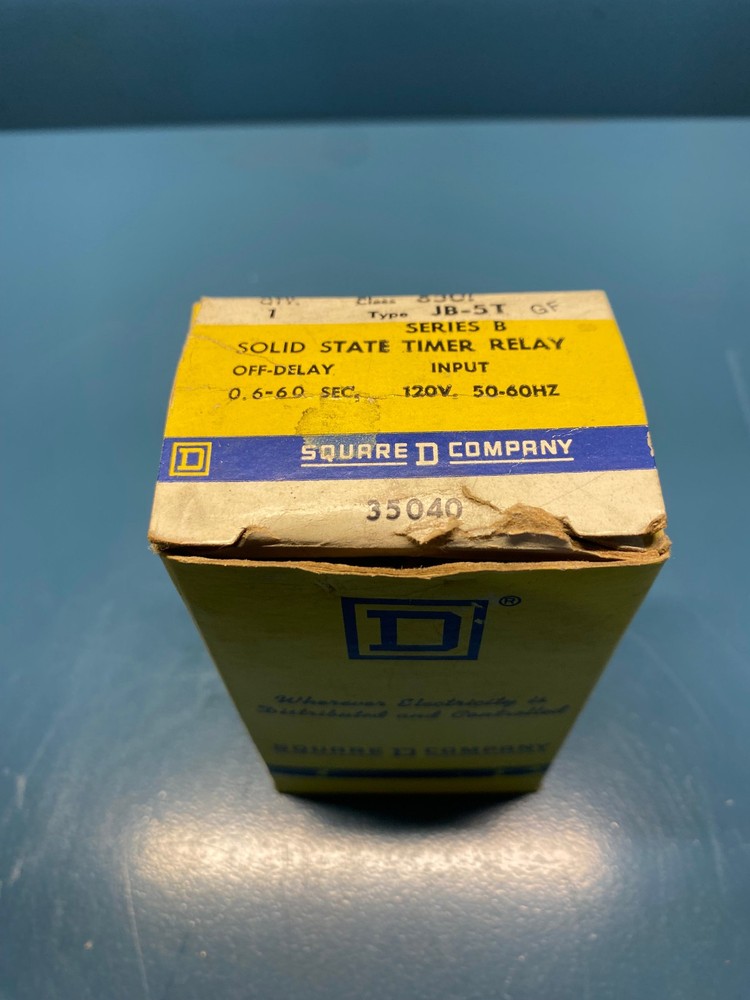 QTY. Class 8501
1 Type JB-5T GF
SERIES B
SOLID STATE TIMER RELAY
OFF-DELAY INPUT
0.6-60 SEC. 120V. 50-60HZ
D SQUARE D COMPANY
35040
D ®
Wherever Electricity is
Distributed and Controlled
SQUARE D COMPANY